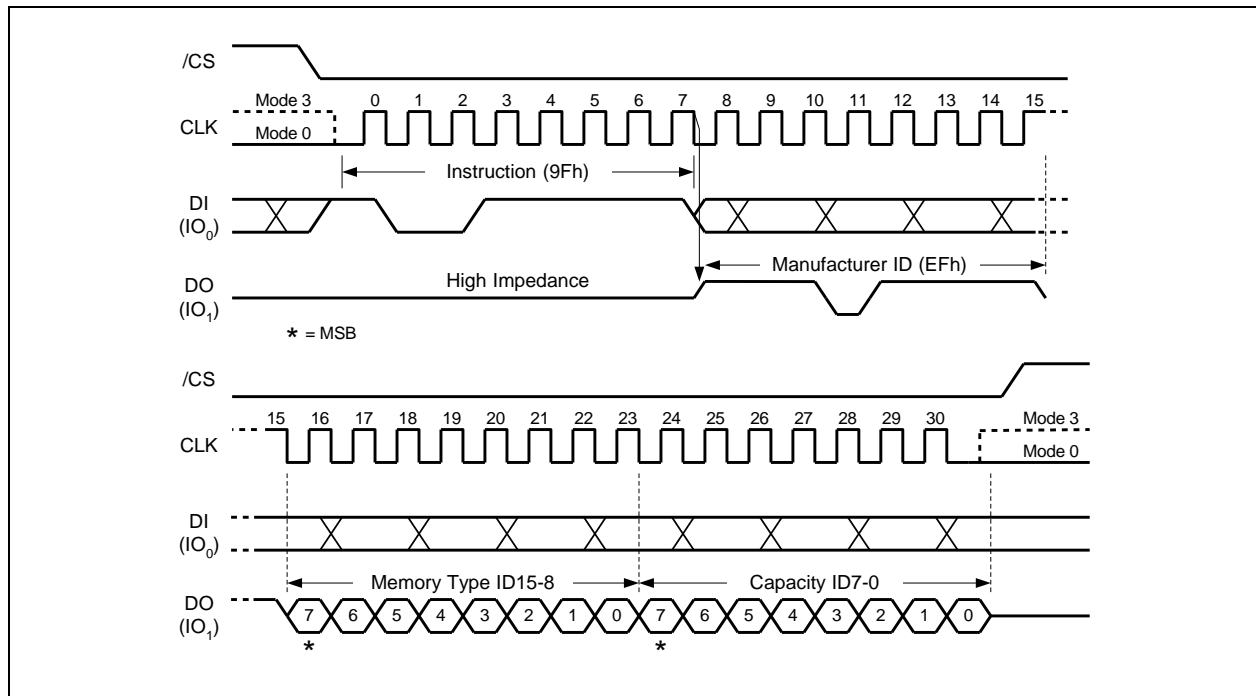 /CS
Mode 3 0 1 2 3 4 5 6 7 8 9 10 11 12 13 14 15
CLK
Mode 0
Instruction (9Fh)
DI
(IO₀)
Manufacturer ID (EFh)
DO High Impedance
(IO₁)
* = MSB
/CS
15 16 17 18 19 20 21 22 23 24 25 26 27 28 29 30 Mode 3
CLK
Mode 0
DI
(IO₀)
Memory Type ID15-8 Capacity ID7-0
DO
(IO₁)
7 6 5 4 3 2 1 0 7 6 5 4 3 2 1 0
* *